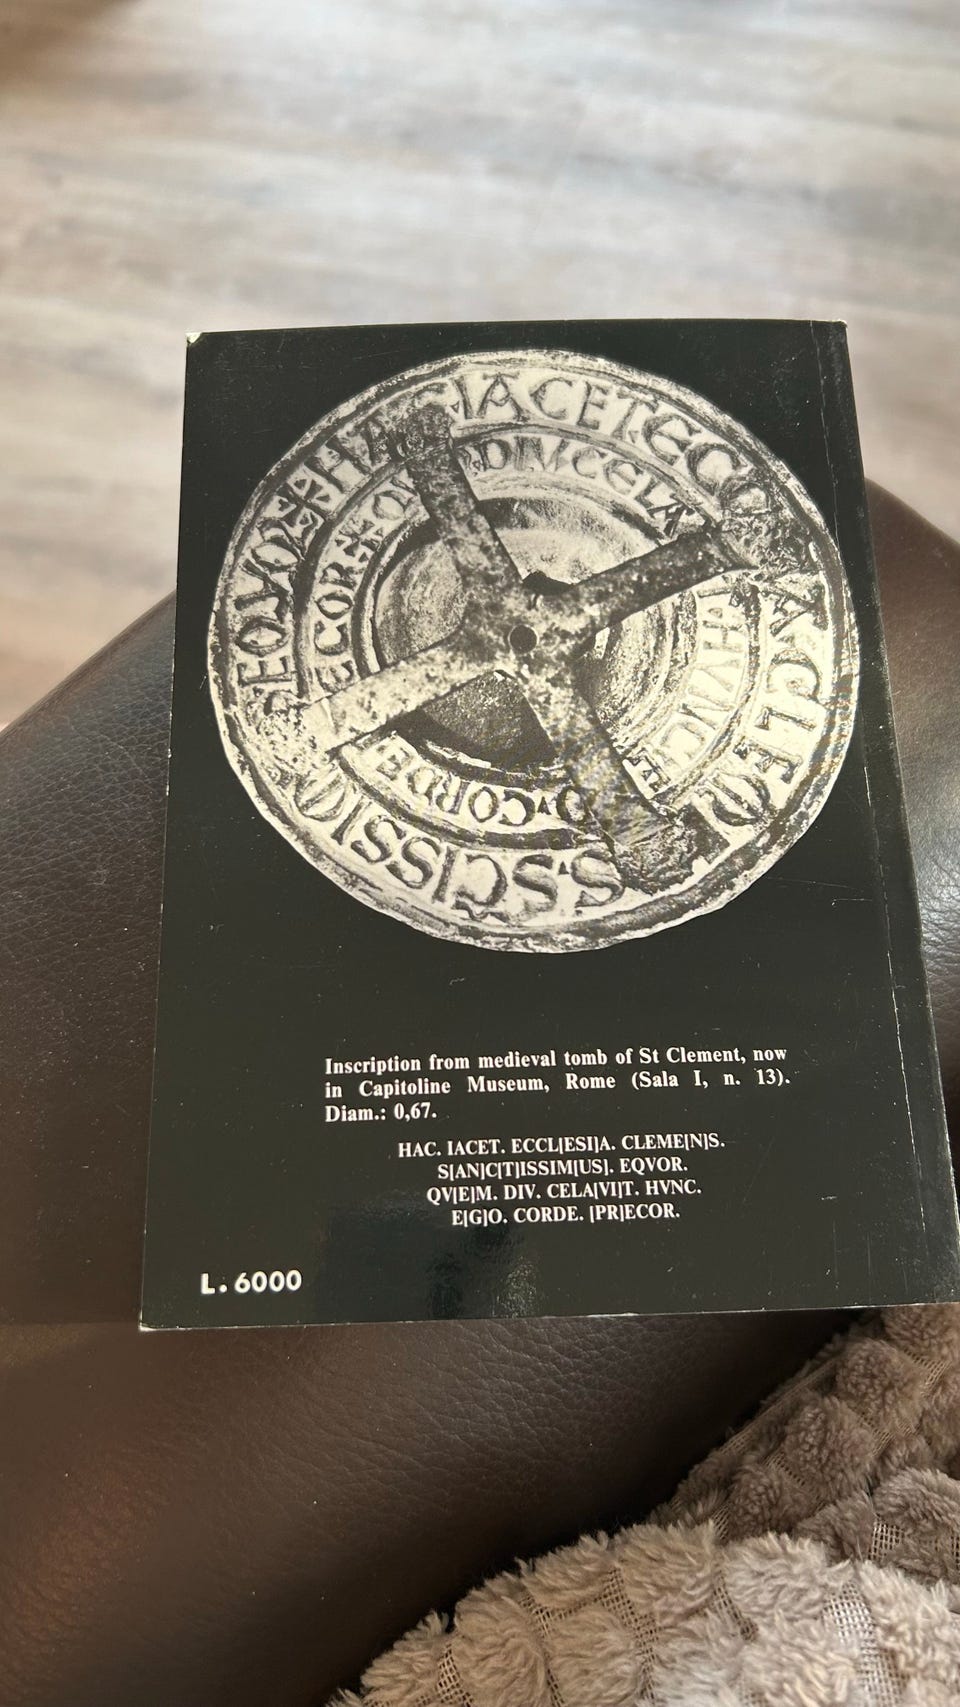 Inscription from medieval tomb of St Clement, now
in Capitoline Museum, Rome (Sala I, n. 13).
Diam.: 0,67.
HAC. IACET. ECCL[ESI]A. CLEME[N]S.
S[AN]C[T]ISSIM[US]. EQVOR.
QV[E]M. DIV. CELA[VI]T. HVNC.
E[G]O. CORDE. [PR]ECOR.
L. 6000